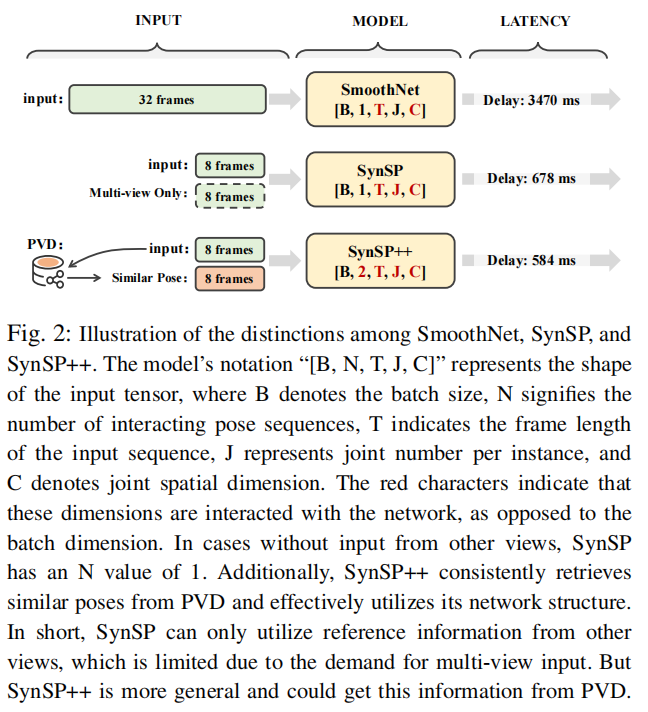 INPUT
MODEL
LATENCY
input:
32 frames
SmoothNet
[B, 1, T, J, C]
Delay: 3470 ms
input:
8 frames
Multi-view Only:
8 frames
SynSP
[B, 1, T, J, C]
Delay: 678 ms
PVD:
input:
8 frames
Similar Pose:
8 frames
SynSP++
[B, 2, T, J, C]
Delay: 584 ms
Fig. 2: Illustration of the distinctions among SmoothNet, SynSP, and
SynSP++. The model's notation “[B, N, T, J, C]” represents the shape
of the input tensor, where B denotes the batch size, N signifies the
number of interacting pose sequences, T indicates the frame length
of the input sequence, J represents joint number per instance, and
C denotes joint spatial dimension. The red characters indicate that
these dimensions are interacted with the network, as opposed to the
batch dimension. In cases without input from other views, SynSP
has an N value of 1. Additionally, SynSP++ consistently retrieves
similar poses from PVD and effectively utilizes its network structure.
In short, SynSP can only utilize reference information from other
views, which is limited due to the demand for multi-view input. But
SynSP++ is more general and could get this information from PVD.